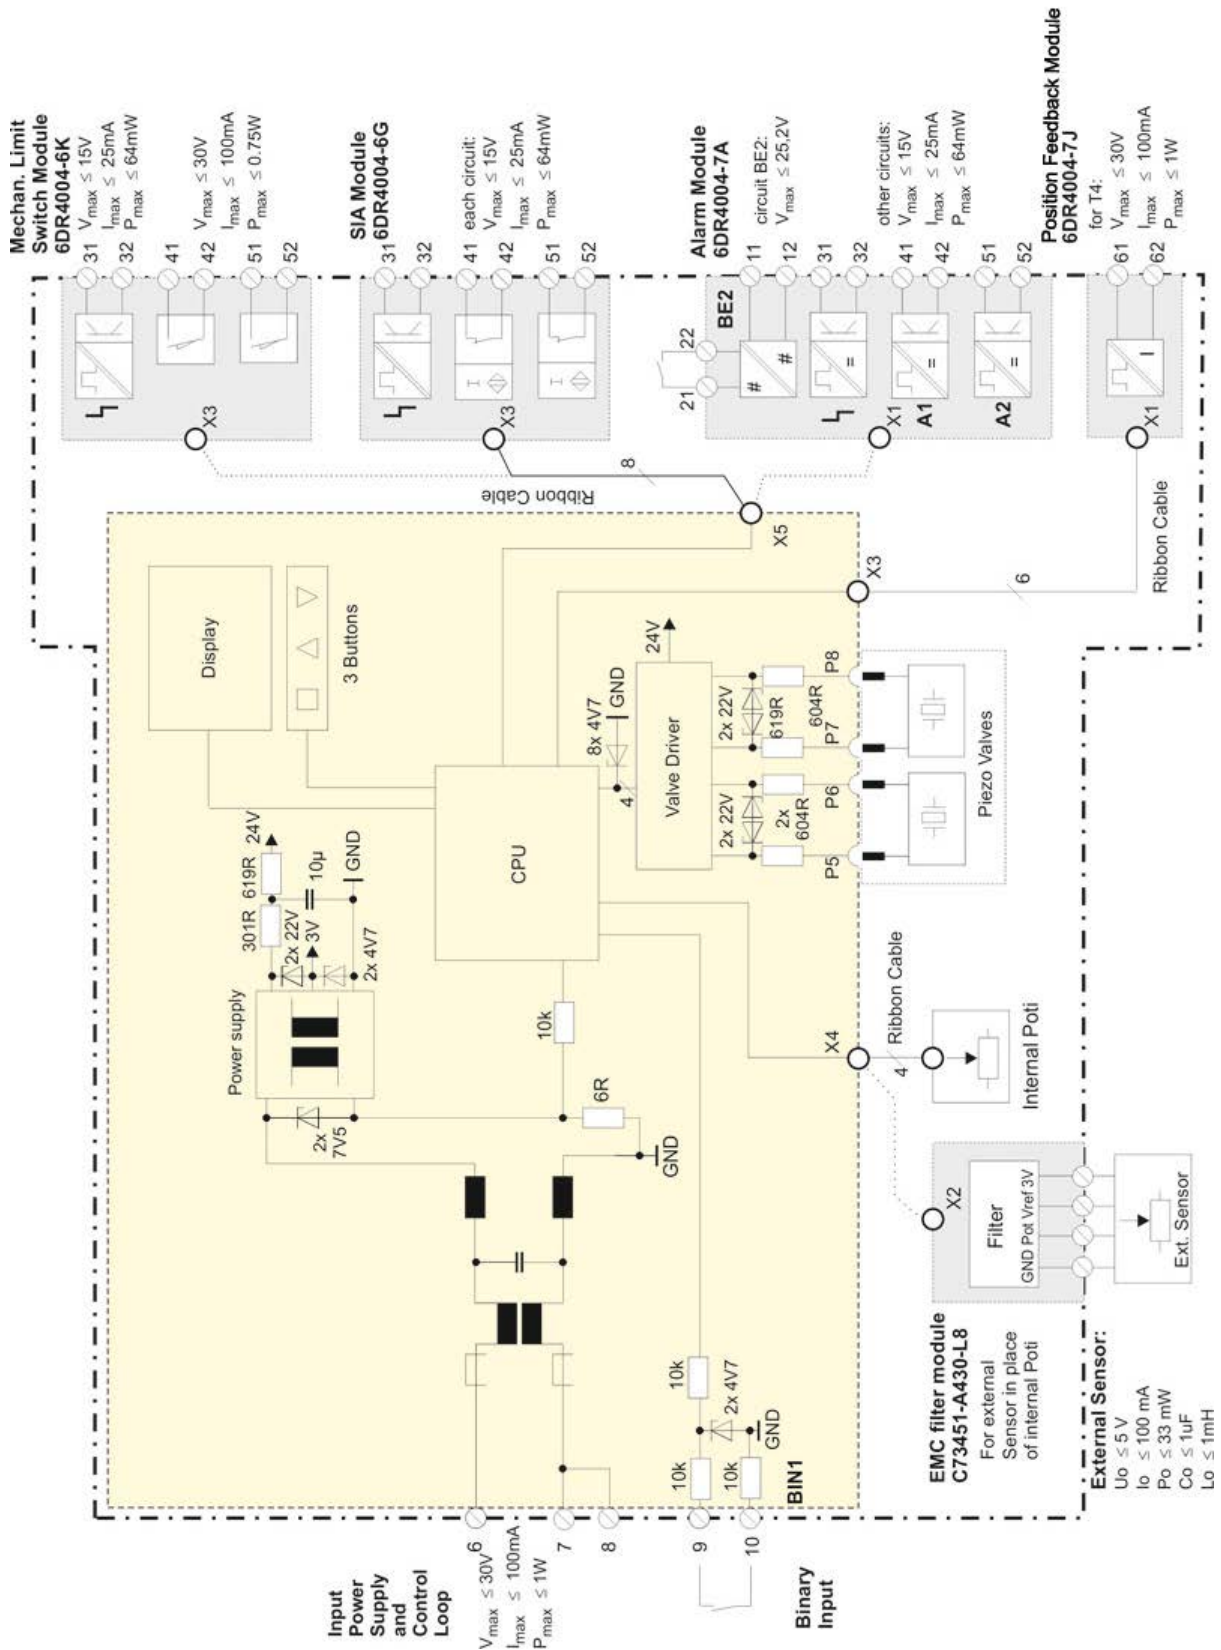 Mechan. Limit
Switch Module
6DR4004-6K
31
32
41
42
51
52
Vmax ≤ 15V
Imax ≤ 25mA
Pmax ≤ 64mW
Vmax ≤ 30V
Imax ≤ 100mA
Pmax ≤ 0.75W
X3
SIA Module
6DR4004-6G
31
32
41
42
51
52
each circuit:
Vmax ≤ 15V
Imax ≤ 25mA
Pmax ≤ 64mW
I
I
X3
Alarm Module
6DR4004-7A
11
12
31
32
41
42
51
52
circuit BE2:
Vmax ≤ 25,2V
other circuits:
Vmax ≤ 15V
Imax ≤ 25mA
Pmax ≤ 64mW
BE2
21
22
#
#
=
=
=
X1
A1
A2
Position Feedback Module
6DR4004-7J
for T4:
61
62
Vmax ≤ 30V
Imax ≤ 100mA
Pmax ≤ 1W
I
X1
Ribbon Cable
8
X5
X3
6
Ribbon Cable
Display
3 Buttons
24V
619R
301R
10µ
GND
2x 22V
3V
2x 4V7
Power supply
2x
7V5
CPU
10k
6R
GND
8x 4V7
GND
4
Valve Driver
24V
2x 22V
2x 22V
2x
604R
619R
604R
P5
P6
P7
P8
Piezo Valves
X4
Ribbon Cable
4
Internal Poti
X2
Filter
GND Pot Vref 3V
Ext. Sensor
EMC filter module
C73451-A430-L8
For external
Sensor in place
of internal Poti
External Sensor:
Uo ≤ 5 V
Io ≤ 100 mA
Po ≤ 33 mW
Co ≤ 1uF
Lo ≤ 1mH
Input
Power
Supply
and
Control
Loop
6
7
8
Vmax ≤ 30V
Imax ≤ 100mA
Pmax ≤ 1W
Binary
Input
9
10
10k
10k
10k
2x 4V7
GND
BIN1